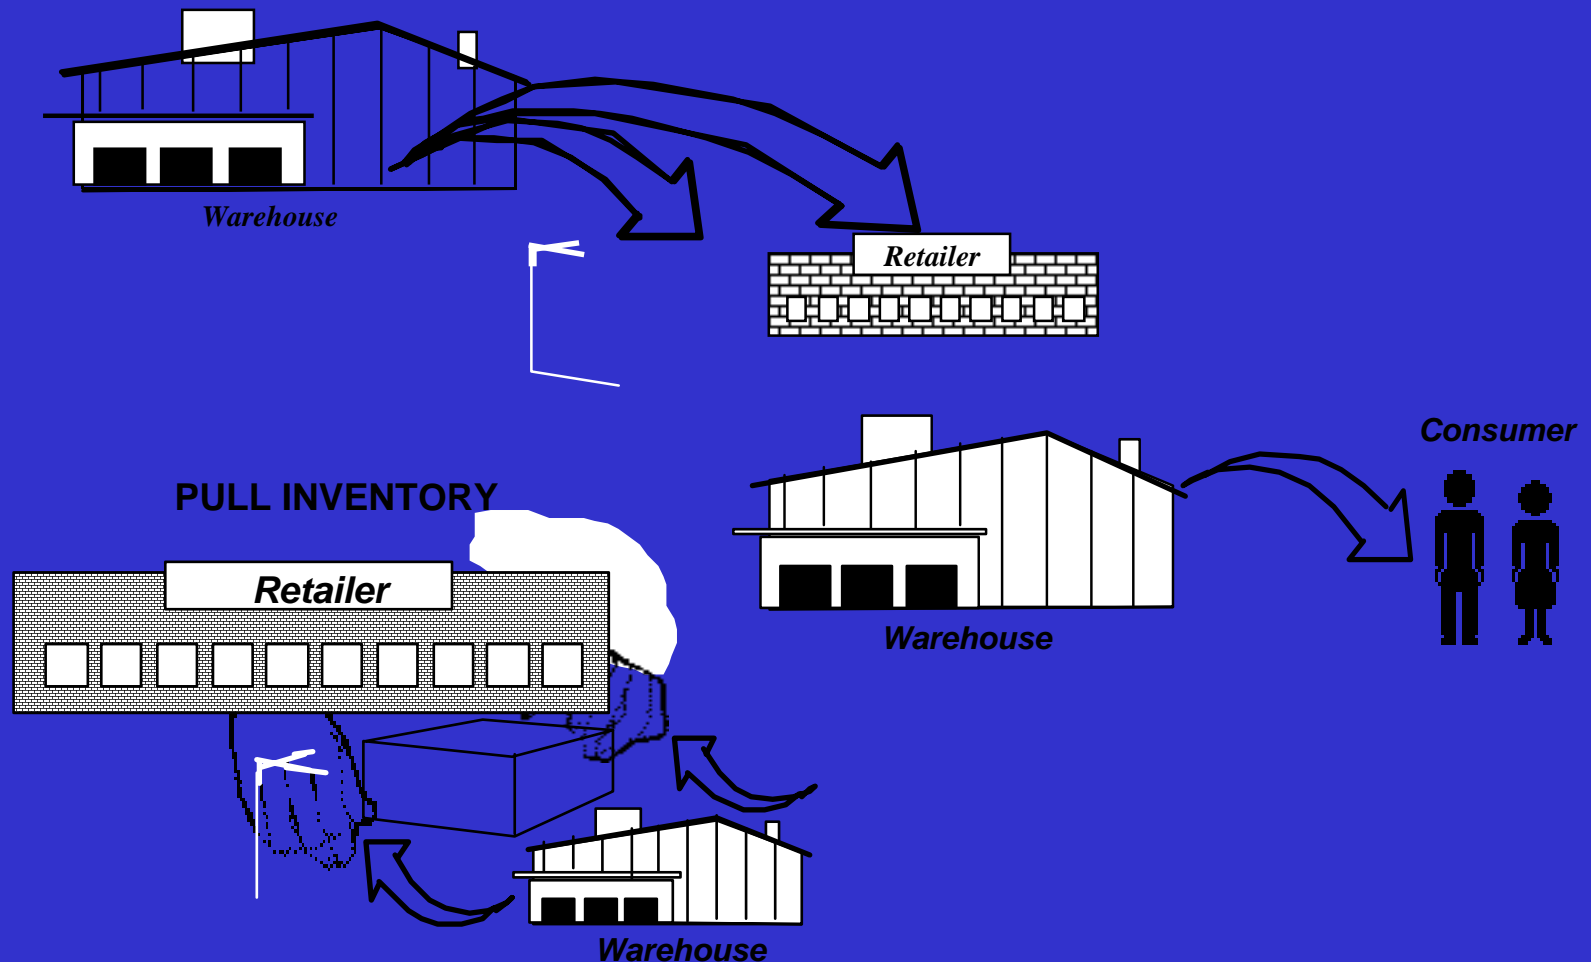 Warehouse
Retailer
Consumer
PULL INVENTORY
Retailer
Warehouse
Warehouse